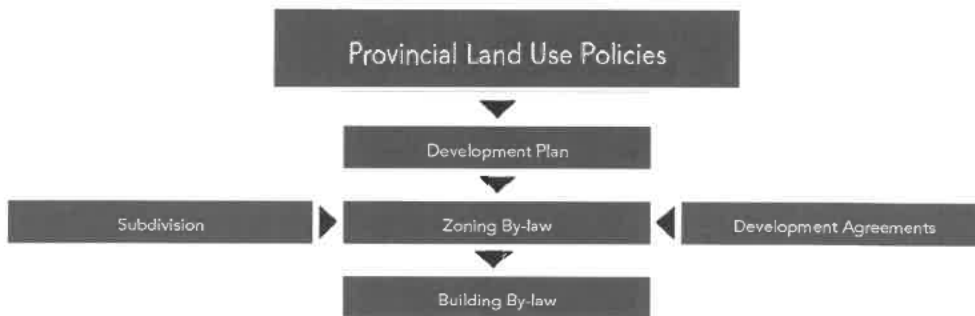 Provincial Land Use Policies
Development Plan
Subdivision
Zoning By-law
Development Agreements
Building By-law